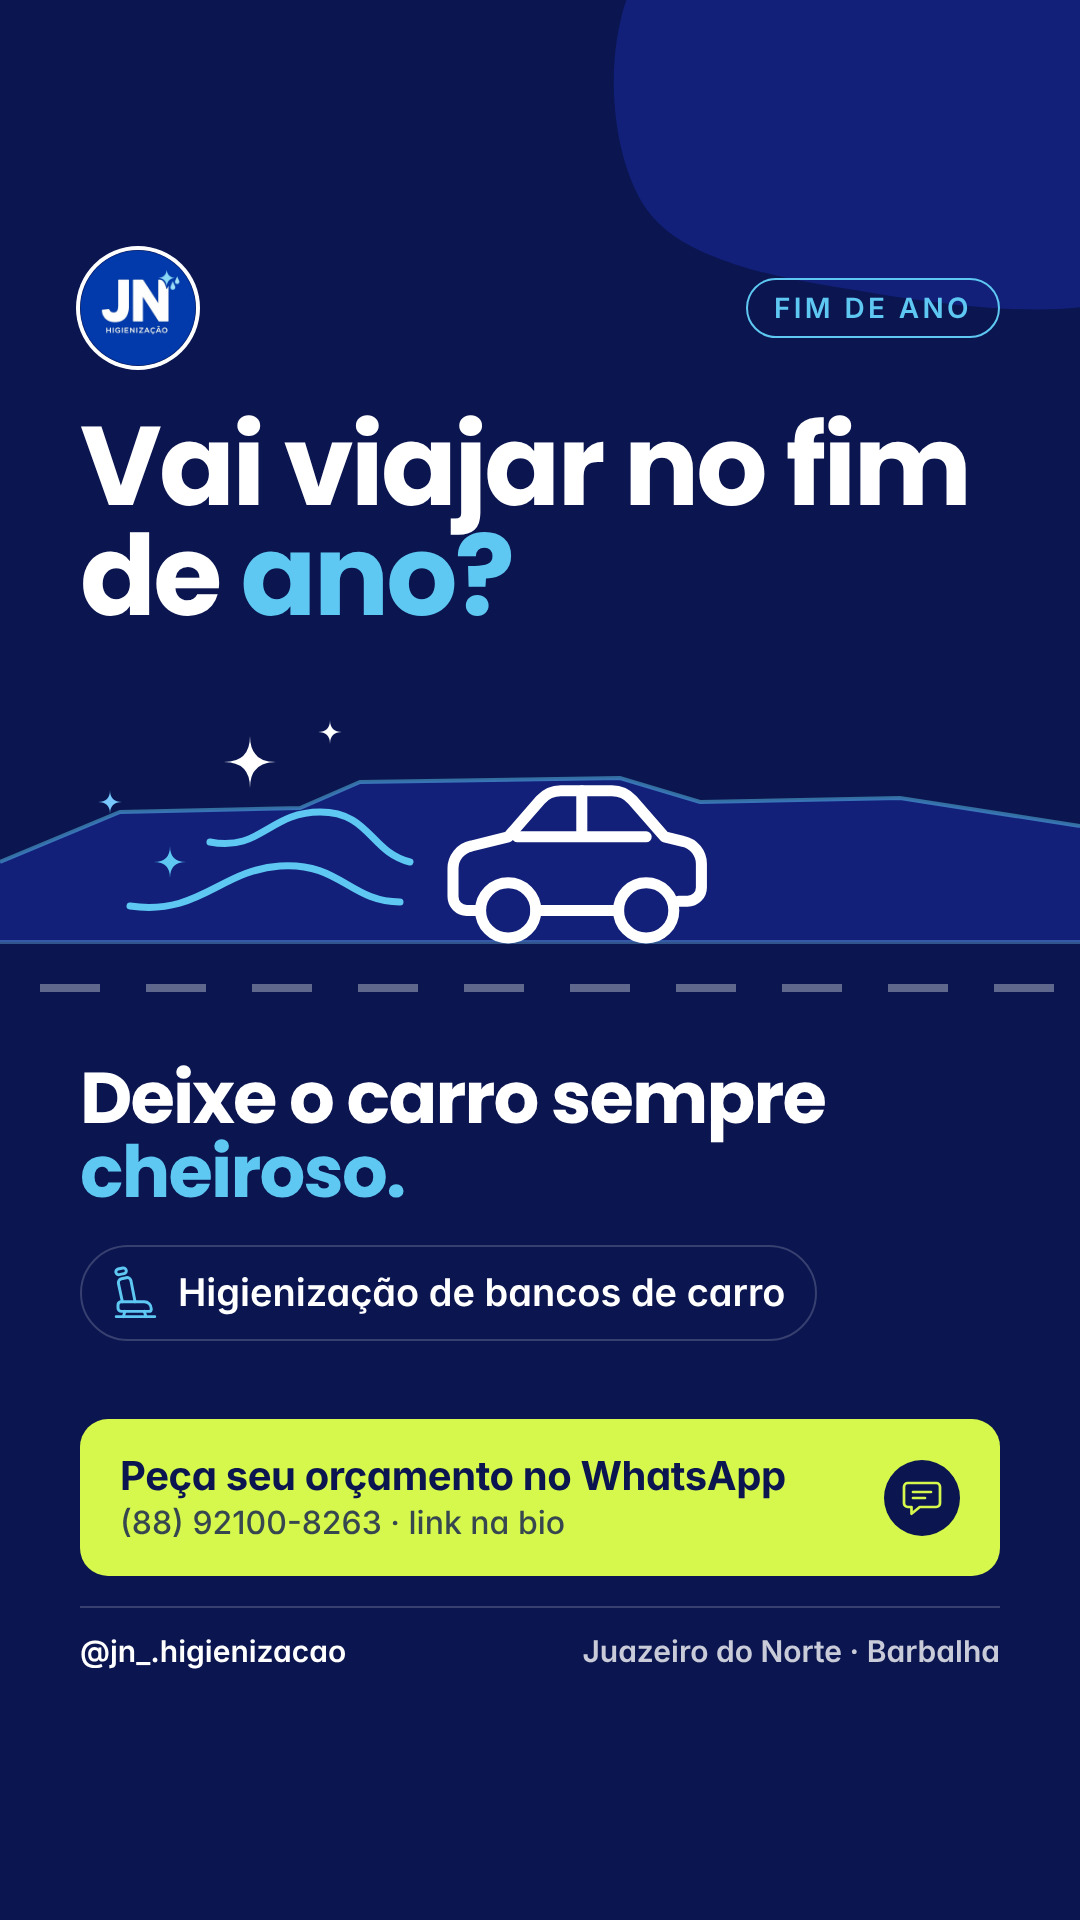 JN
HIGIENIZAÇÃO
FIM DE ANO
Vai viajar no fim
de ano?
Deixe o carro sempre
cheiroso.
Higienização de bancos de carro
Peça seu orçamento no WhatsApp
(88) 92100-8263 · link na bio
@jn_.higienizacao
Juazeiro do Norte · Barbalha